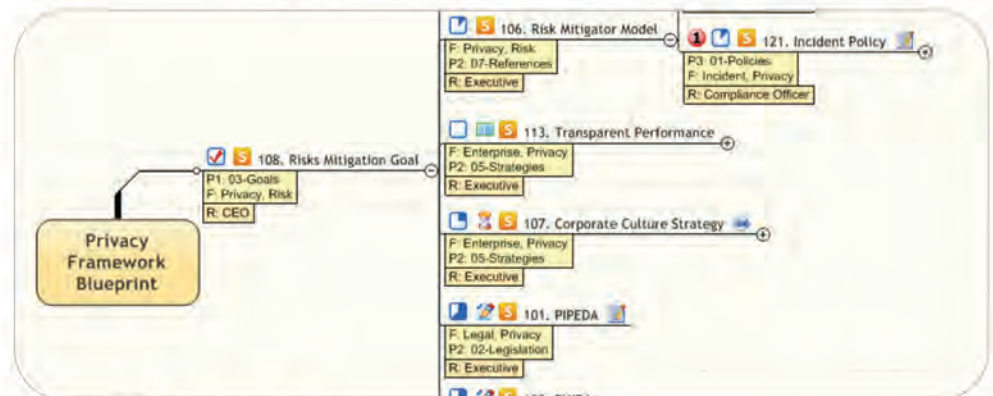 Privacy
Framework
Blueprint
S 108. Risks Mitigation Goal
P1: 03-Goals
F: Privacy, Risk
R: CEO
S 106. Risk Mitigator Model
F: Privacy, Risk
P2: 07-References
R: Executive
1 S 121. Incident Policy
P3: 01-Policies
F: Incident, Privacy
R: Compliance Officer
S 113. Transparent Performance
F: Enterprise, Privacy
P2: 05-Strategies
R: Executive
S 107. Corporate Culture Strategy
F: Enterprise, Privacy
P2: 05-Strategies
R: Executive
S 101. PIPEDA
F: Legal, Privacy
P2: 02-Legislation
R: Executive